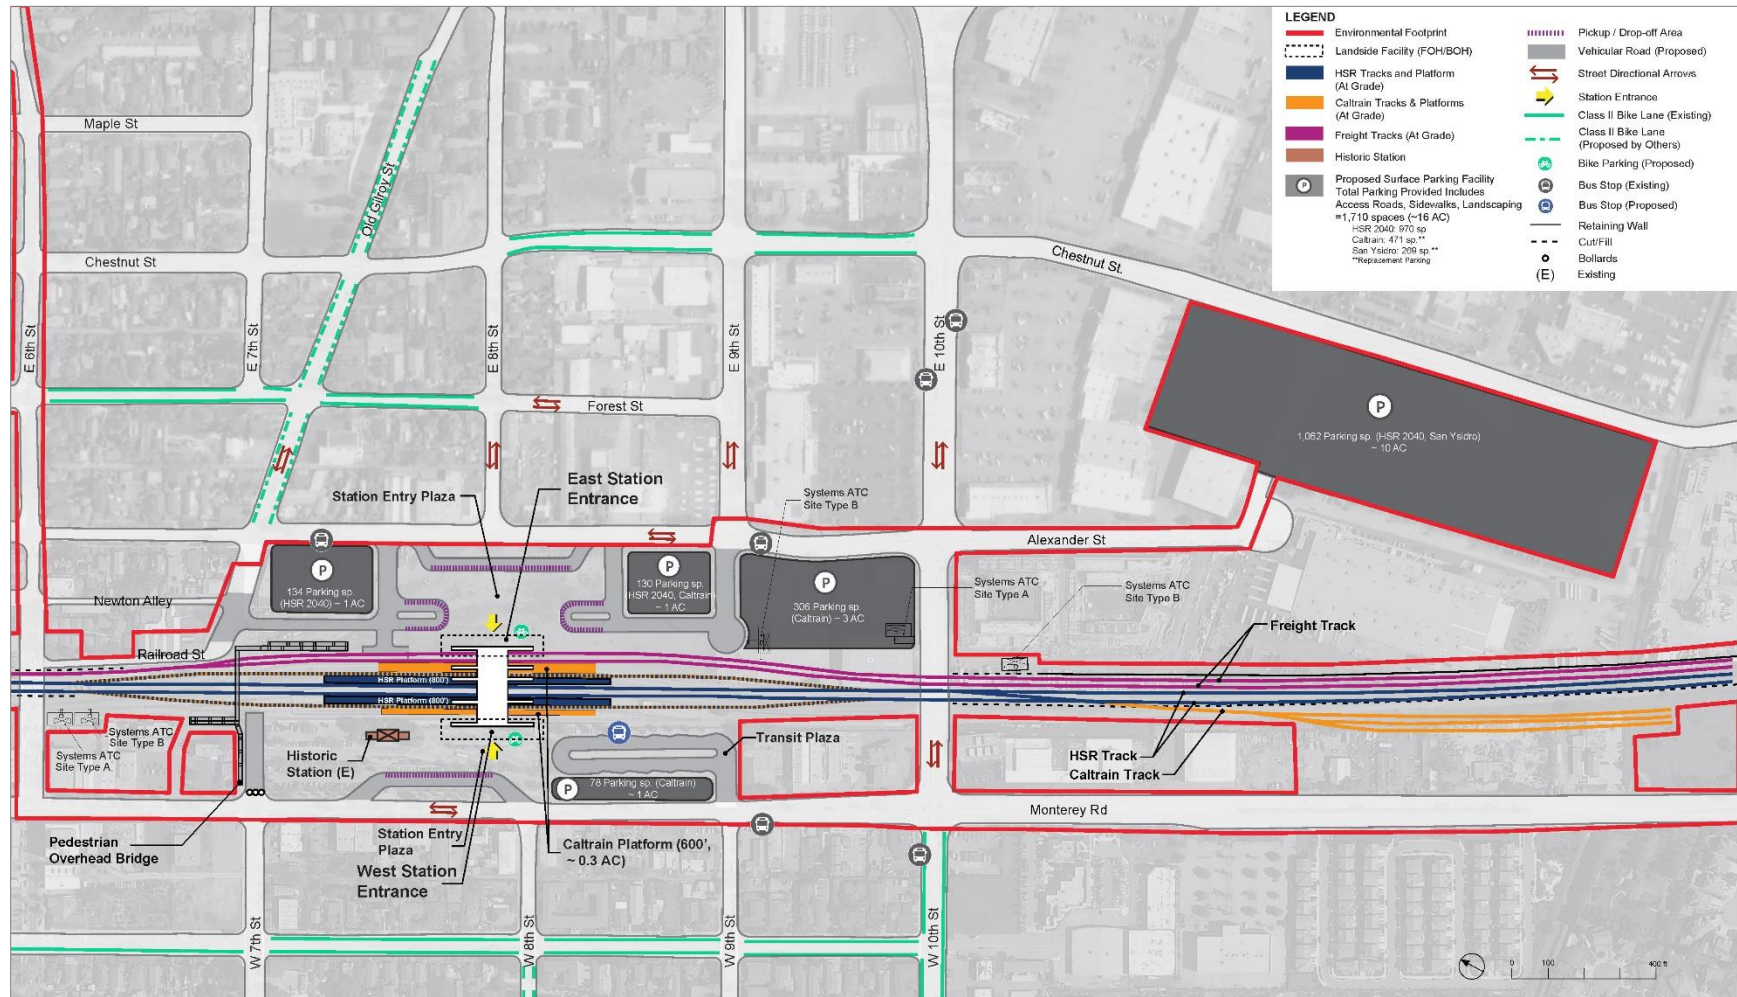 LEGEND
Environmental Footprint
Landside Facility (FOH/BOH)
HSR Tracks and Platform
(At Grade)
Caltrain Tracks & Platforms
(At Grade)
Freight Tracks (At Grade)
Historic Station
P
Proposed Surface Parking Facility
Total Parking Provided Includes
Access Roads, Sidewalks, Landscaping
=1,710 spaces (~16 AC)
HSR 2040: 970 sp
Caltrain: 471 sp.**
San Ysidro: 269 sp.**
**Replacement Parking
Pickup / Drop-off Area
Vehicular Road (Proposed)
Street Directional Arrows
Station Entrance
Class II Bike Lane (Existing)
Class II Bike Lane
(Proposed by Others)
Bike Parking (Proposed)
Bus Stop (Existing)
Bus Stop (Proposed)
Retaining Wall
Cut/Fill
Bollards
(E) Existing
Maple St
Old Gilroy St
Chestnut St
Chestnut St.
E 6th St
E 7th St
E 8th St
E 9th St
E 10th St
Forest St
P
1,062 Parking sp. (HSR 2040, San Ysidro)
~ 10 AC
East Station
Entrance
Station Entry Plaza
Systems ATC
Site Type B
Alexander St
P
134 Parking sp.
(HSR 2040) ~ 1 AC
P
130 Parking sp.
HSR 2040, Caltrain)
~ 1 AC
P
306 Parking sp.
(Caltrain) ~ 3 AC
Systems ATC
Site Type A
Systems ATC
Site Type B
Newton Alley
Freight Track
Railroad St
HSR Platform (800')
HSR Platform (800')
Systems ATC
Site Type B
Systems ATC
Site Type A
Historic
Station (E)
Transit Plaza
HSR Track
Caltrain Track
P
78 Parking sp. (Caltrain)
~ 1 AC
Monterey Rd
Pedestrian
Overhead Bridge
Station Entry
Plaza
West Station
Entrance
Caltrain Platform (600',
~ 0.3 AC)
W 7th St
W 8th St
W 9th St
W 10th St
0 100 400 ft